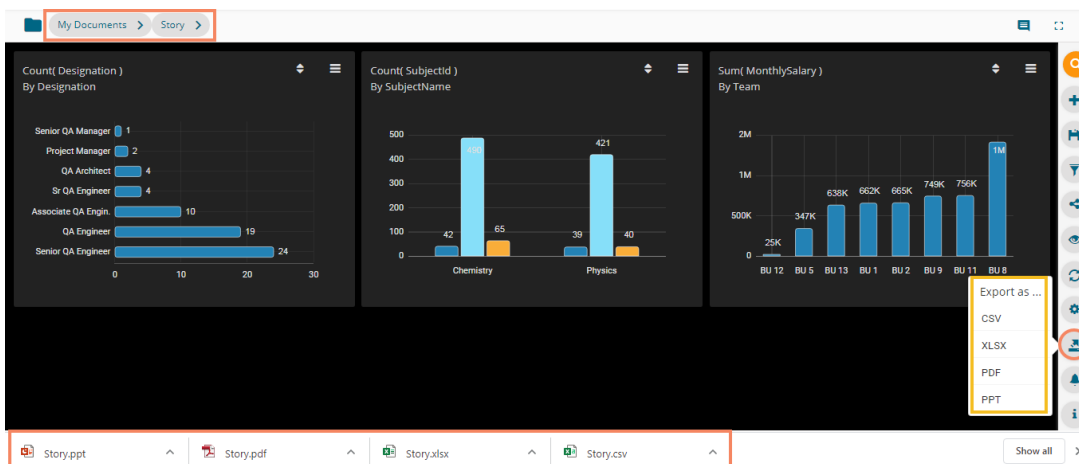 My Documents
Story
Count( Designation )
By Designation
Senior QA Manager
1
Project Manager
2
QA Architect
4
Sr QA Engineer
4
Associate QA Engin.
10
QA Engineer
19
Senior QA Engineer
24
0
10
20
30
Count( SubjectId )
By SubjectName
500
400
300
200
100
0
42
490
65
39
421
40
Chemistry
Physics
Sum( MonthlySalary )
By Team
2M
1M
500K
0
25K
347K
638K
662K
665K
749K
756K
1M
BU 12
BU 5
BU 13
BU 1
BU 2
BU 9
BU 11
BU 8
Export as ...
CSV
XLSX
PDF
PPT
Story.ppt
Story.pdf
Story.xlsx
Story.csv
Show all